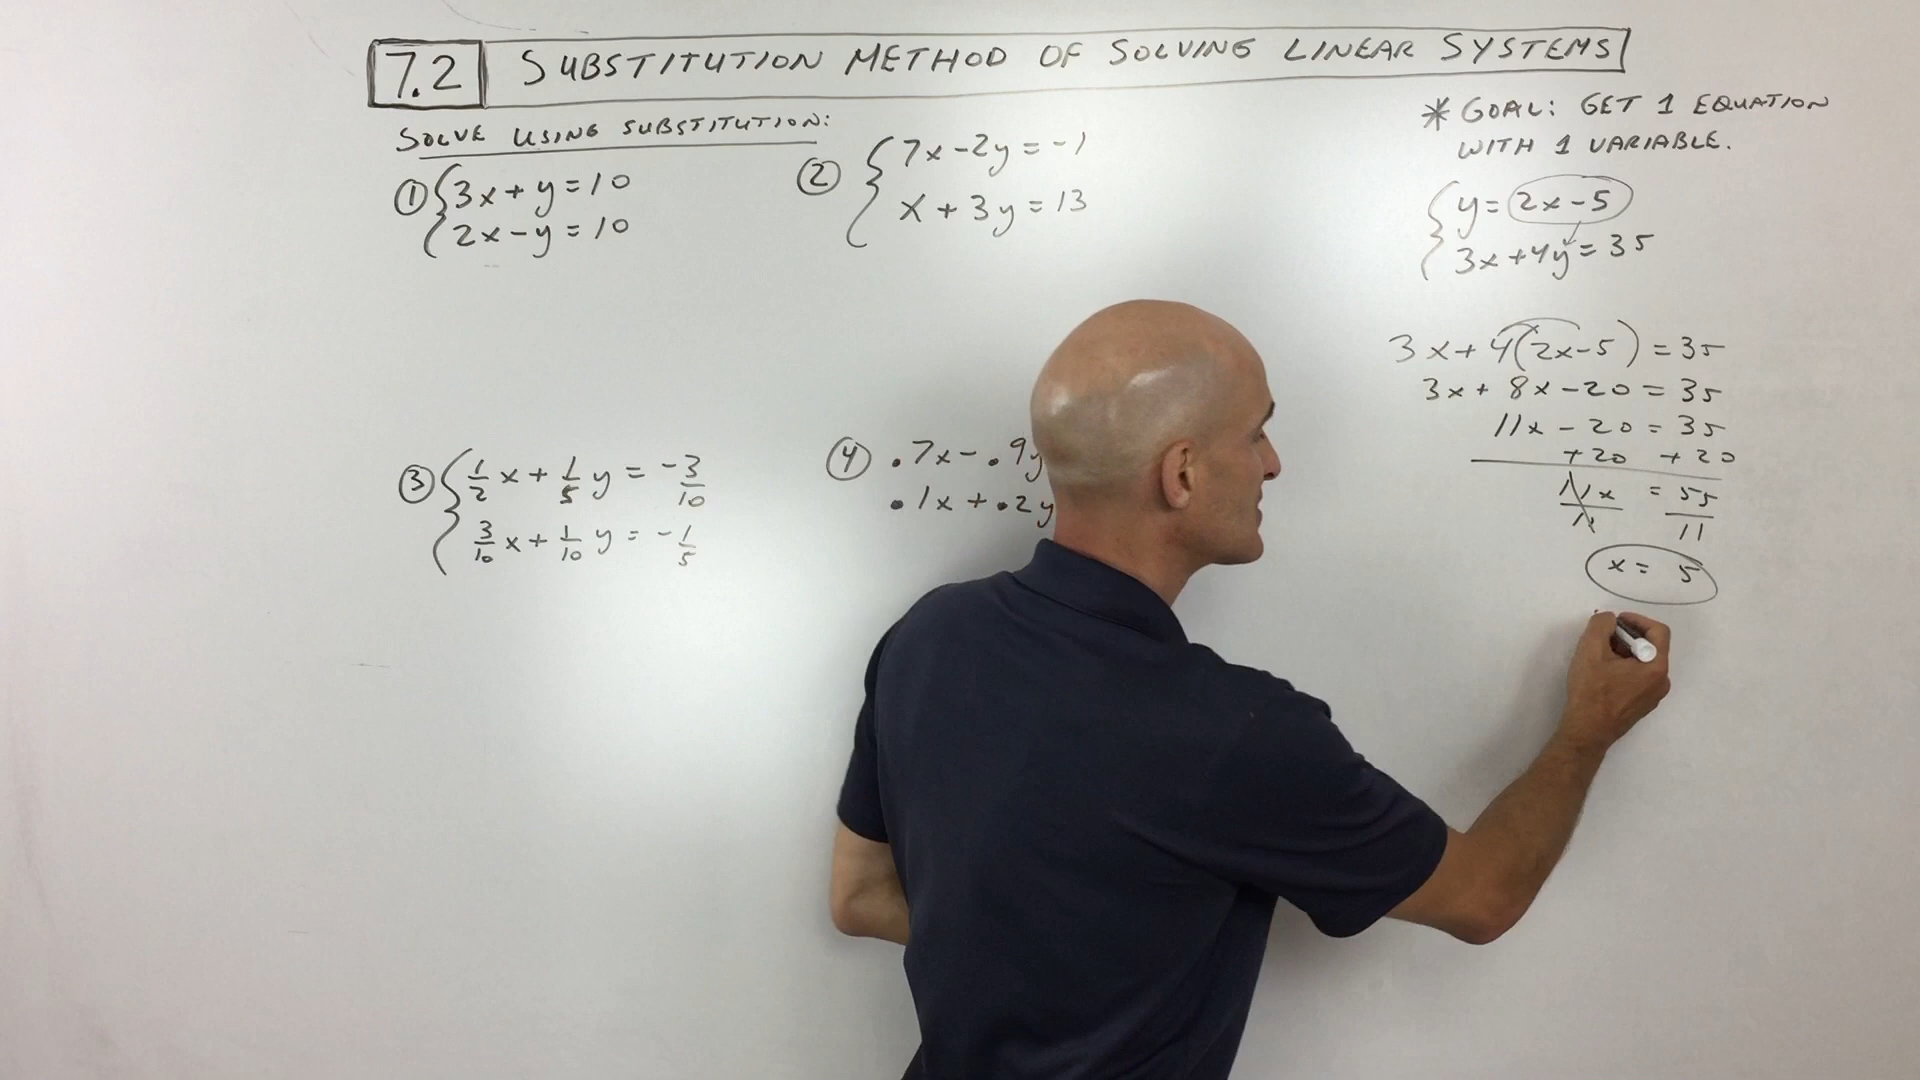 7.2 SUBSTITUTION METHOD OF SOLVING LINEAR SYSTEMS
SOLVE USING SUBSTITUTION:
① 3x+y=10
2x-y=10
② 7x-2y=-1
x+3y=13
③ 1/2 x + 1/5 y = -3/10
3/10 x + 1/10 y = -1/5
④ .7x-.9y
.1x+.2y
* GOAL: GET 1 EQUATION
WITH 1 VARIABLE.
y=2x-5
3x+4y=35
3x+4(2x-5)=35
3x+8x-20=35
11x-20=35
+20 +20
11x = 55
11 11
x = 5